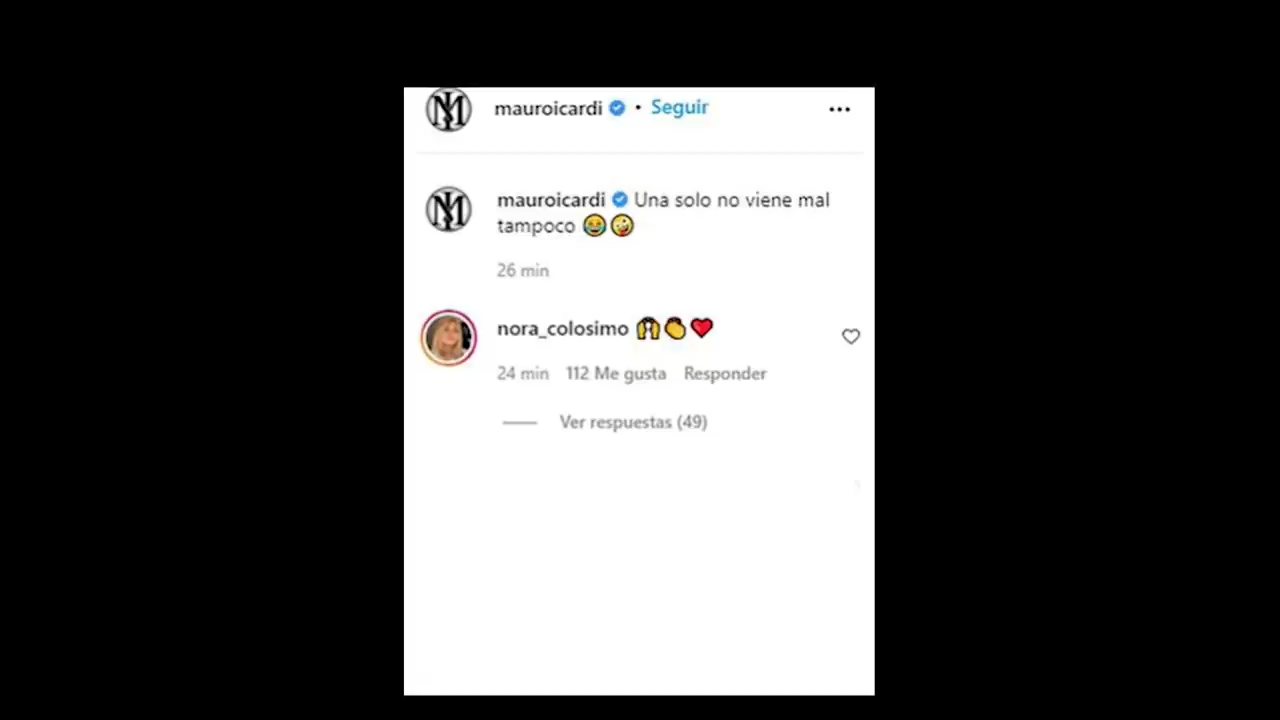 mauroicardi • Seguir
mauroicardi Una solo no viene mal
tampoco 😂🤪
26 min
nora_colosimo 🙌👏❤️
24 min 112 Me gusta Responder
Ver respuestas (49)